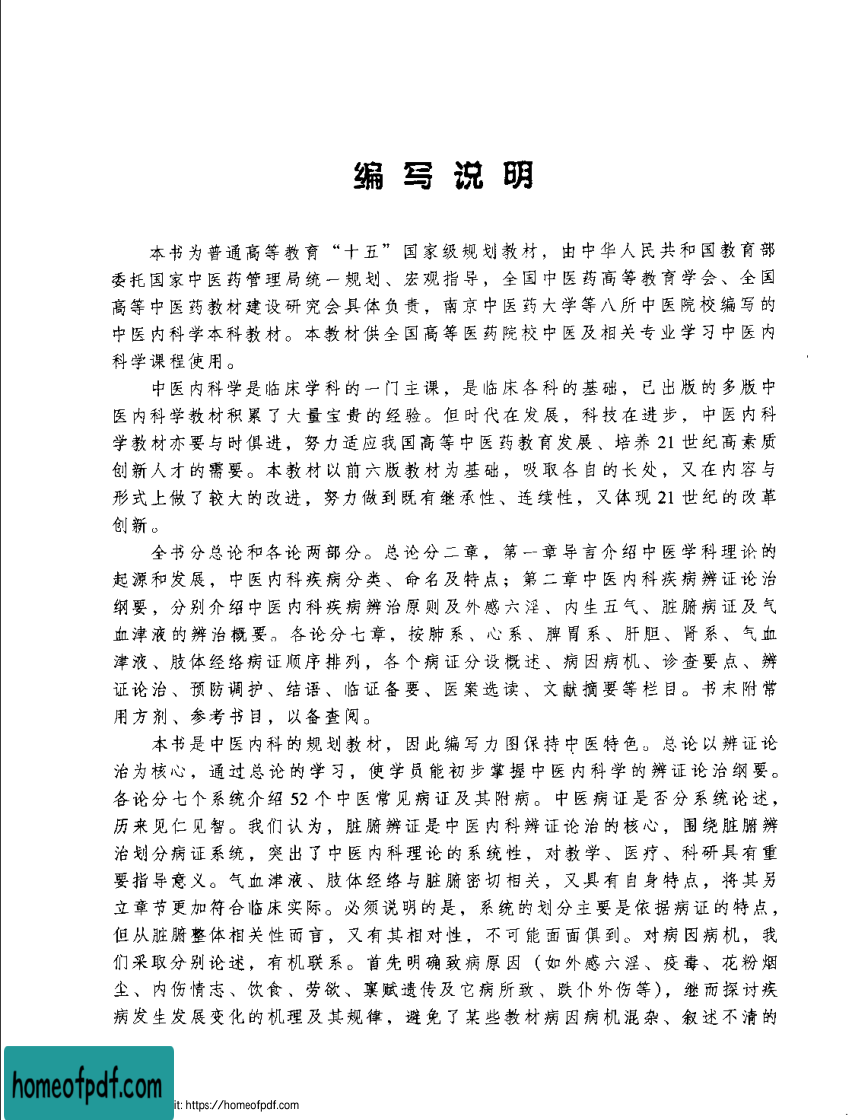 编写说明
本书为普通高等教育“十五”国家级规划教材，由中华人民共和国教育部
委托国家中医药管理局统一规划、宏观指导，全国中医药高等教育学会、全国
高等中医药教材建设研究会具体负责，南京中医药大学等八所中医院校编写的
中医内科学本科教材。本教材供全国高等医药院校中医及相关专业学习中医内
科学课程使用。
中医内科学是临床学科的一门主课，是临床各科的基础，已出版的多版中
医内科学教材积累了大量宝贵的经验。但时代在发展，科技在进步，中医内科
学教材亦要与时俱进，努力适应我国高等中医药教育发展、培养 21 世纪高素质
创新人才的需要。本教材以前六版教材为基础，吸取各自的长处，又在内容与
形式上做了较大的改进，努力做到既有继承性、连续性，又体现 21 世纪的改革
创新。
全书分总论和各论两部分。总论分二章，第一章导言介绍中医学科理论的
起源和发展，中医内科疾病分类、命名及特点；第二章中医内科疾病辨证论治
纲要，分别介绍中医内科疾病辨治原则及外感六淫、内生五气、脏腑病证及气
血津液的辨治概要。各论分七章，按肺系、心系、脾胃系、肝胆、肾系、气血
津液、肢体经络病证顺序排列，各个病证分设概述、病因病机、诊查要点、辨
证论治、预防调护、结语、临证备要、医案选读、文献摘要等栏目。书末附常
用方剂、参考书目，以备查阅。
本书是中医内科的规划教材，因此编写力图保持中医特色。总论以辨证论
治为核心，通过总论的学习，使学员能初步掌握中医内科学的辨证论治纲要。
各论分七个系统介绍 52 个中医常见病证及其附病。中医病证是否分系统论述，
历来见仁见智。我们认为，脏腑辨证是中医内科辨证论治的核心，围绕脏腑辨
治划分病证系统，突出了中医内科理论的系统性，对教学、医疗、科研具有重
要指导意义。气血津液、肢体经络与脏腑密切相关，又具有自身特点，将其另
立章节更加符合临床实际。必须说明的是，系统的划分主要是依据病证的特点，
但从脏腑整体相关性而言，又有其相对性，不可能面面俱到。对病因病机，我
们采取分别论述，有机联系。首先明确致病原因（如外感六淫、疫毒、花粉烟
尘、内伤情志、饮食、劳欲、禀赋遗传及它病所致、跌仆外伤等），继而探讨疾
病发生发展变化的机理及其规律，避免了某些教材病因病机混杂、叙述不清的
homeofpdf.com
it: https://homeofpdf.com